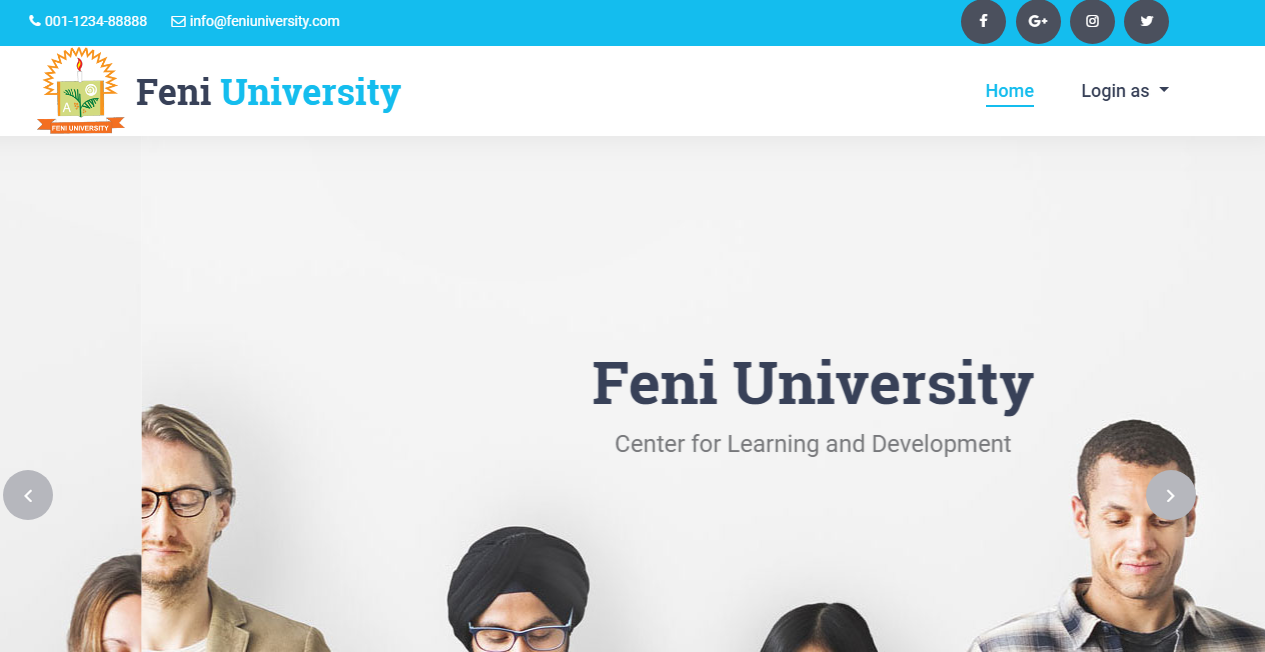 001-1234-88888 info@feniuniversity.com
FENI UNIVERSITY
Feni University
Home Login as
Feni University
Center for Learning and Development